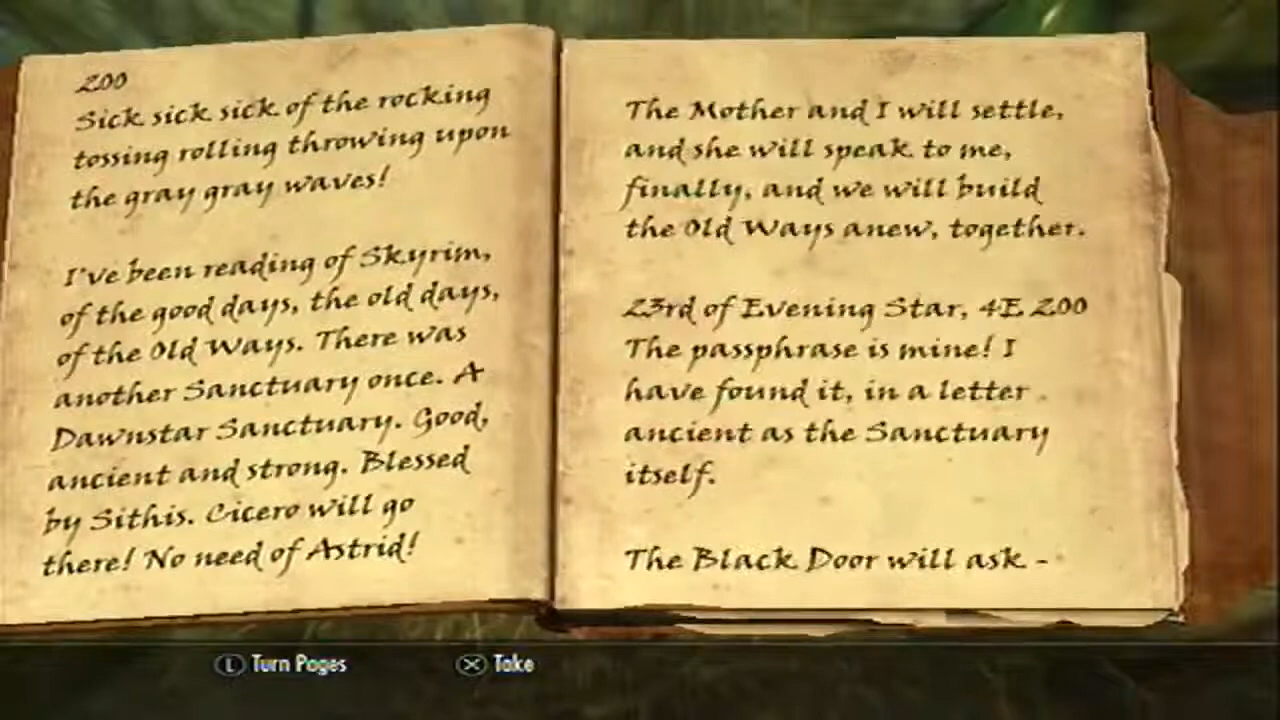 200
Sick sick sick of the rocking
tossing rolling throwing upon
the gray gray waves!
I've been reading of Skyrim,
of the good days, the old days,
of the Old Ways. There was
another Sanctuary once. A
Dawnstar Sanctuary. Good,
ancient and strong. Blessed
by Sithis. Cicero will go
there! No need of Astrid!
The Mother and I will settle,
and she will speak to me,
finally, and we will build
the Old Ways anew, together.
23rd of Evening Star, 4E 200
The passphrase is mine! I
have found it, in a letter
ancient as the Sanctuary
itself.
The Black Door will ask -
L Turn Pages
X Take